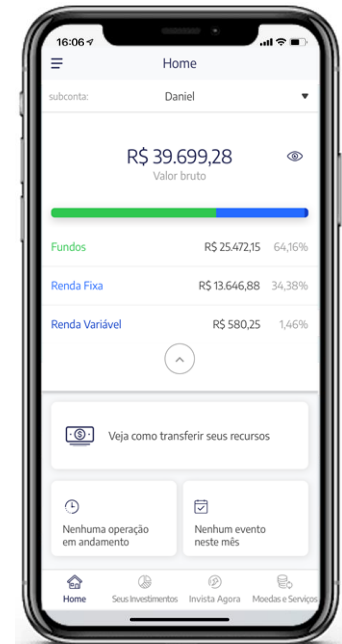 16:06
Home
subconta: Daniel
R$ 39.699,28
Valor bruto
Fundos R$ 25.472,15 64,16%
Renda Fixa R$ 13.646,88 34,38%
Renda Variável R$ 580,25 1,46%
Veja como transferir seus recursos
Nenhuma operação
em andamento
Nenhum evento
neste mês
Home Seus Investimentos Invista Agora Moedas e Serviços